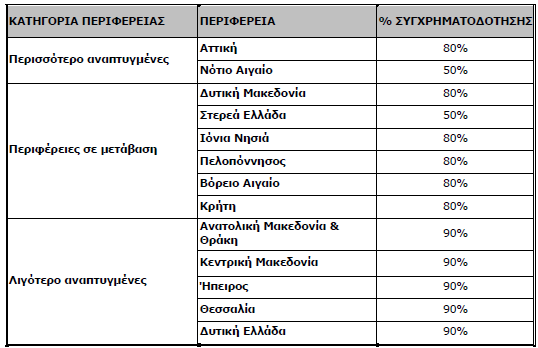 ΚΑΤΗΓΟΡΙΑ ΠΕΡΙΦΕΡΕΙΑΣ ΠΕΡΙΦΕΡΕΙΑ % ΣΥΓΧΡΗΜΑΤΟΔΟΤΗΣΗΣ
Περισσότερο αναπτυγμένες
Αττική 80%
Νότιο Αιγαίο 50%
Περιφέρειες σε μετάβαση
Δυτική Μακεδονία 80%
Στερεά Ελλάδα 50%
Ιόνια Νησιά 80%
Πελοπόννησος 80%
Βόρειο Αιγαίο 80%
Κρήτη 80%
Λιγότερο αναπτυγμένες
Ανατολική Μακεδονία &
Θράκη 90%
Κεντρική Μακεδονία 90%
Ήπειρος 90%
Θεσσαλία 90%
Δυτική Ελλάδα 90%